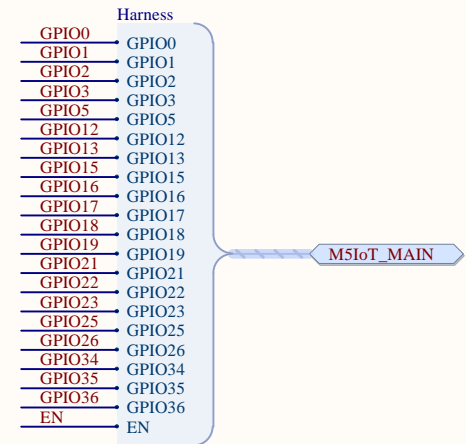 Harness
GPIO0 GPIO0
GPIO1 GPIO1
GPIO2 GPIO2
GPIO3 GPIO3
GPIO5 GPIO5
GPIO12 GPIO12
GPIO13 GPIO13
GPIO15 GPIO15
GPIO16 GPIO16
GPIO17 GPIO17
GPIO18 GPIO18
GPIO19 GPIO19 M5IoT_MAIN
GPIO21 GPIO21
GPIO22 GPIO22
GPIO23 GPIO23
GPIO25 GPIO25
GPIO26 GPIO26
GPIO34 GPIO34
GPIO35 GPIO35
GPIO36 GPIO36
EN EN